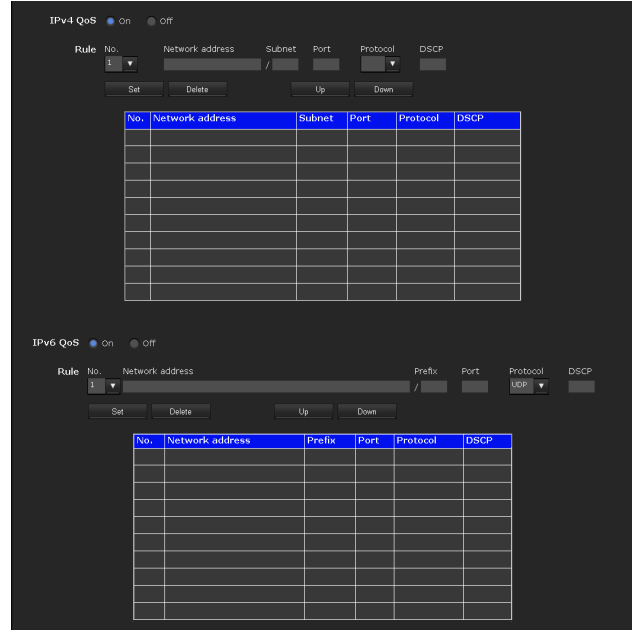 IPv4 QoS On Off
No. Network address Subnet Port Protocol DSCP
Rule 1 /
Set Delete Up Down
No. Network address Subnet Port Protocol DSCP
IPv6 QoS On Off
Rule No. Network address Prefix Port Protocol DSCP
1 / UDP
Set Delete Up Down
No. Network address Prefix Port Protocol DSCP